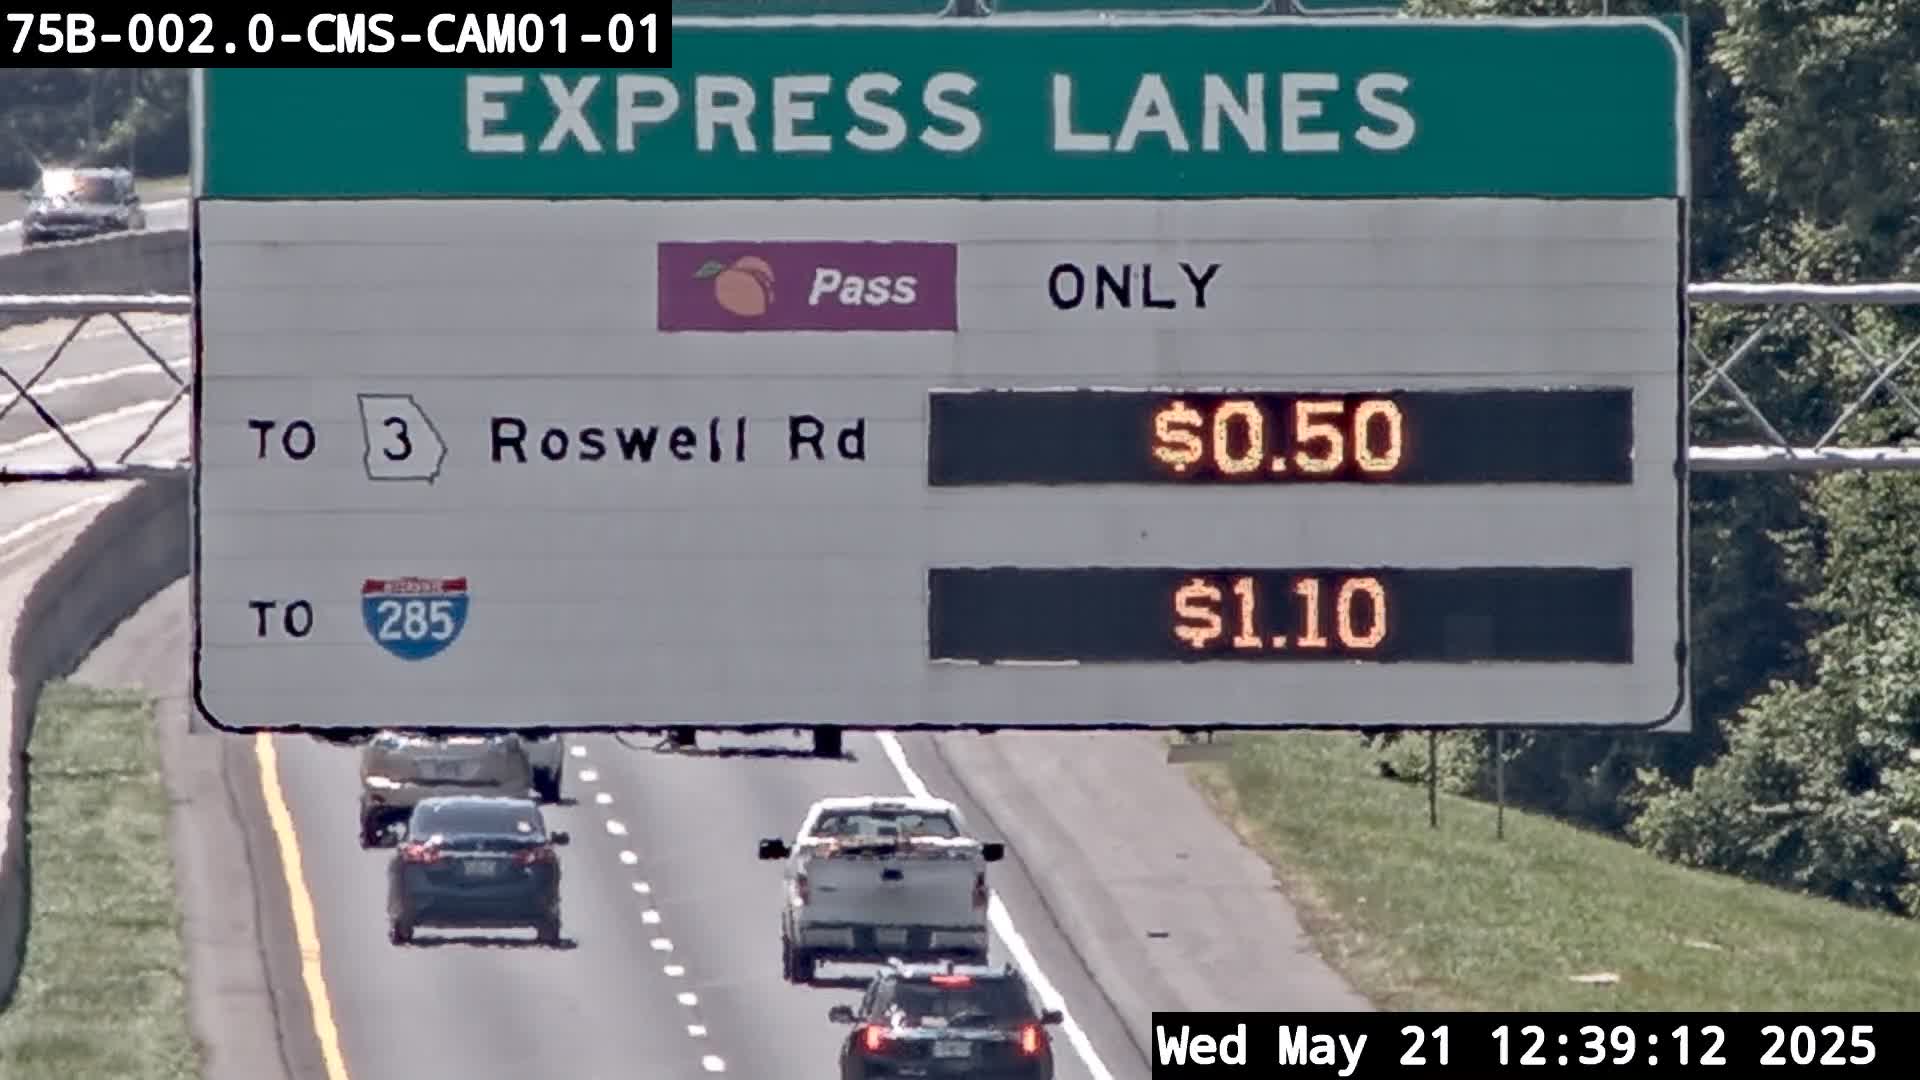 75B-002.0-CMS-CAM01-01
EXPRESS LANES
Pass ONLY
TO 3 Roswell Rd $0.50
TO 285 $1.10
Wed May 21 12:39:12 2025